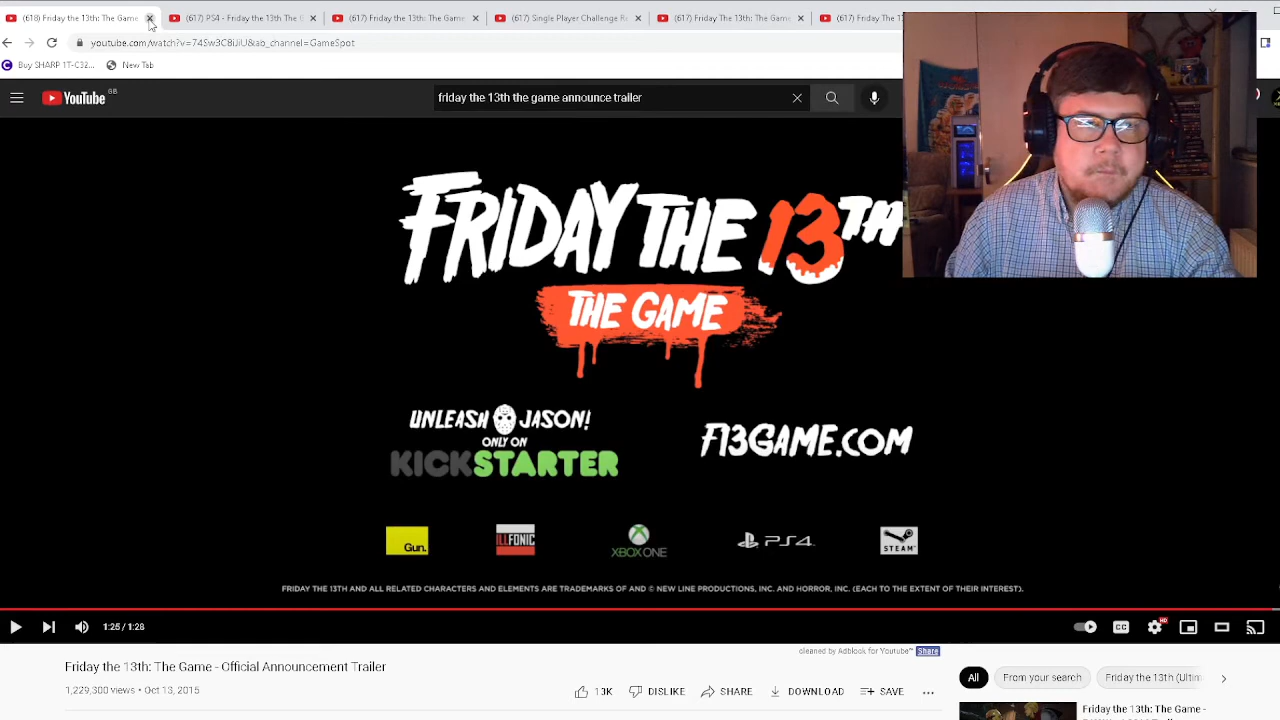 (618) Friday the 13th: The Game
(617) PS4 - Friday the 13th The
(617) Friday the 13th: The Game:
(617) Single Player Challenge R
(617) Friday the 13th: The Game
(617) Friday the 13th
youtube.com/watch?v=74Sw3C8iJiU&ab_channel=GameSpot
Buy SHARP 1T-C32...
New Tab
YouTube GB
friday the 13th the game announce trailer
FRIDAY THE 13TH
THE GAME
UNLEASH JASON!
ONLY ON
KICKSTARTER
F13GAME.COM
Gun.
ILLFONIC
XBOX ONE
PS4
STEAM
FRIDAY THE 13TH AND ALL RELATED CHARACTERS AND ELEMENTS ARE TRADEMARKS OF AND © NEW LINE PRODUCTIONS, INC. AND HORROR, INC. (EACH TO THE EXTENT OF THEIR INTEREST).
1:25 / 1:28
CC
HD
cleaned by Adblock for Youtube™ Share
Friday the 13th: The Game - Official Announcement Trailer
1,229,300 views • Oct 13, 2015
13K
DISLIKE
SHARE
DOWNLOAD
SAVE
All
From your search
Friday the 13th (Ultim
Friday the 13th: The Game -